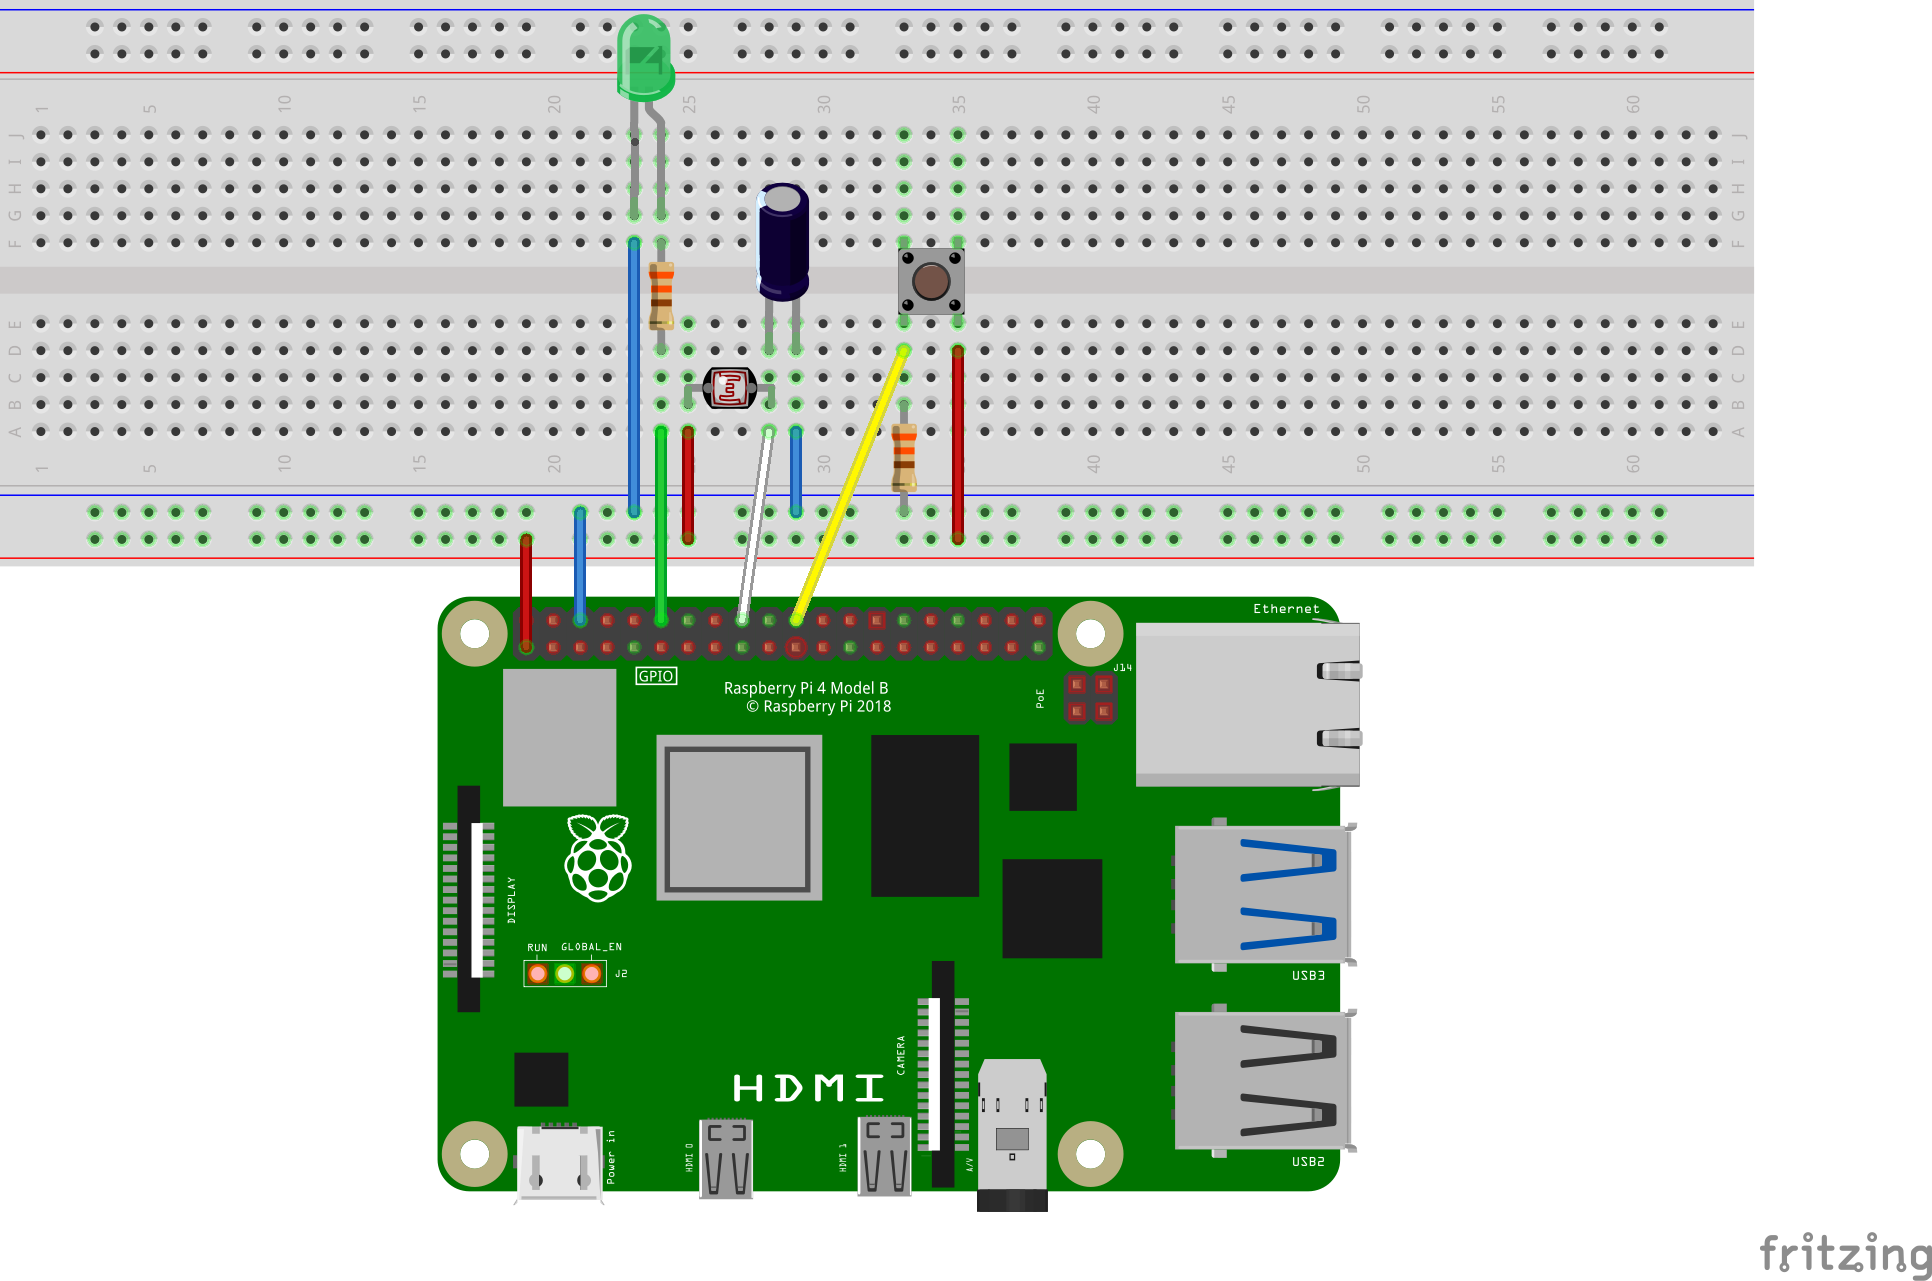 1 5 10 15 20 25 30 35 40 45 50 55 60
J J
I I
H H
G G
F F
E E
D D
C C
B B
A A
1 5 10 15 20 30 40 45 50 55 60
Ethernet
GPIO
J14
Raspberry Pi 4 Model B
© Raspberry Pi 2018
PoE
DISPLAY
RUN GLOBAL_EN
J2
USB3
CAMERA
HDMI
Power in
HDMI 0
HDMI 1
A/V
USB2
fritzing